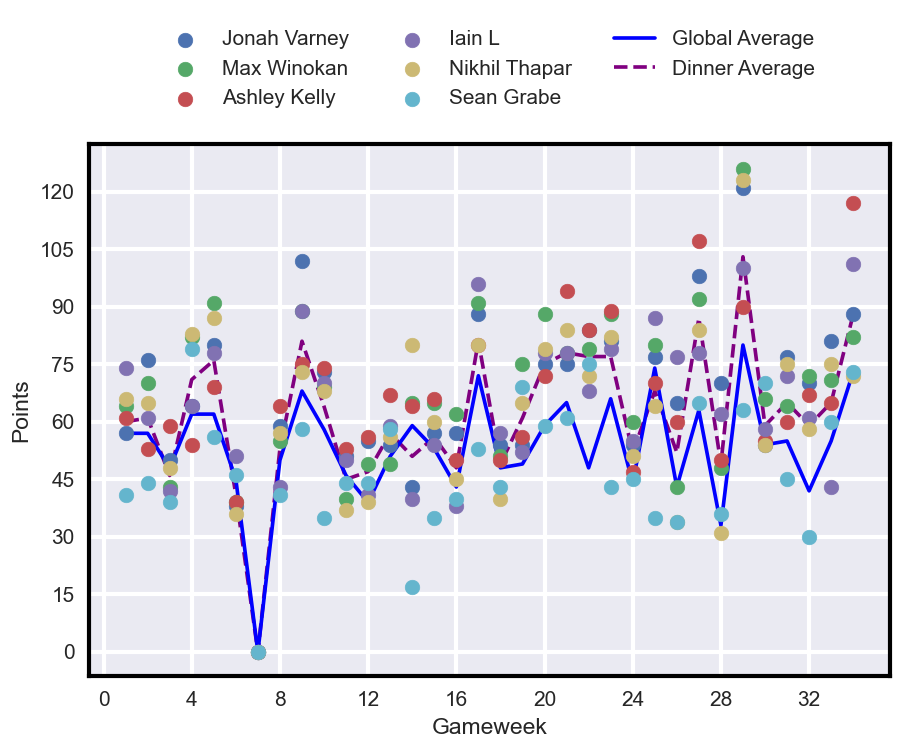 Jonah Varney
Max Winokan
Ashley Kelly
Iain L
Nikhil Thapar
Sean Grabe
Global Average
Dinner Average
120
105
90
75
60
45
30
15
0
Points
0 4 8 12 16 20 24 28 32
Gameweek